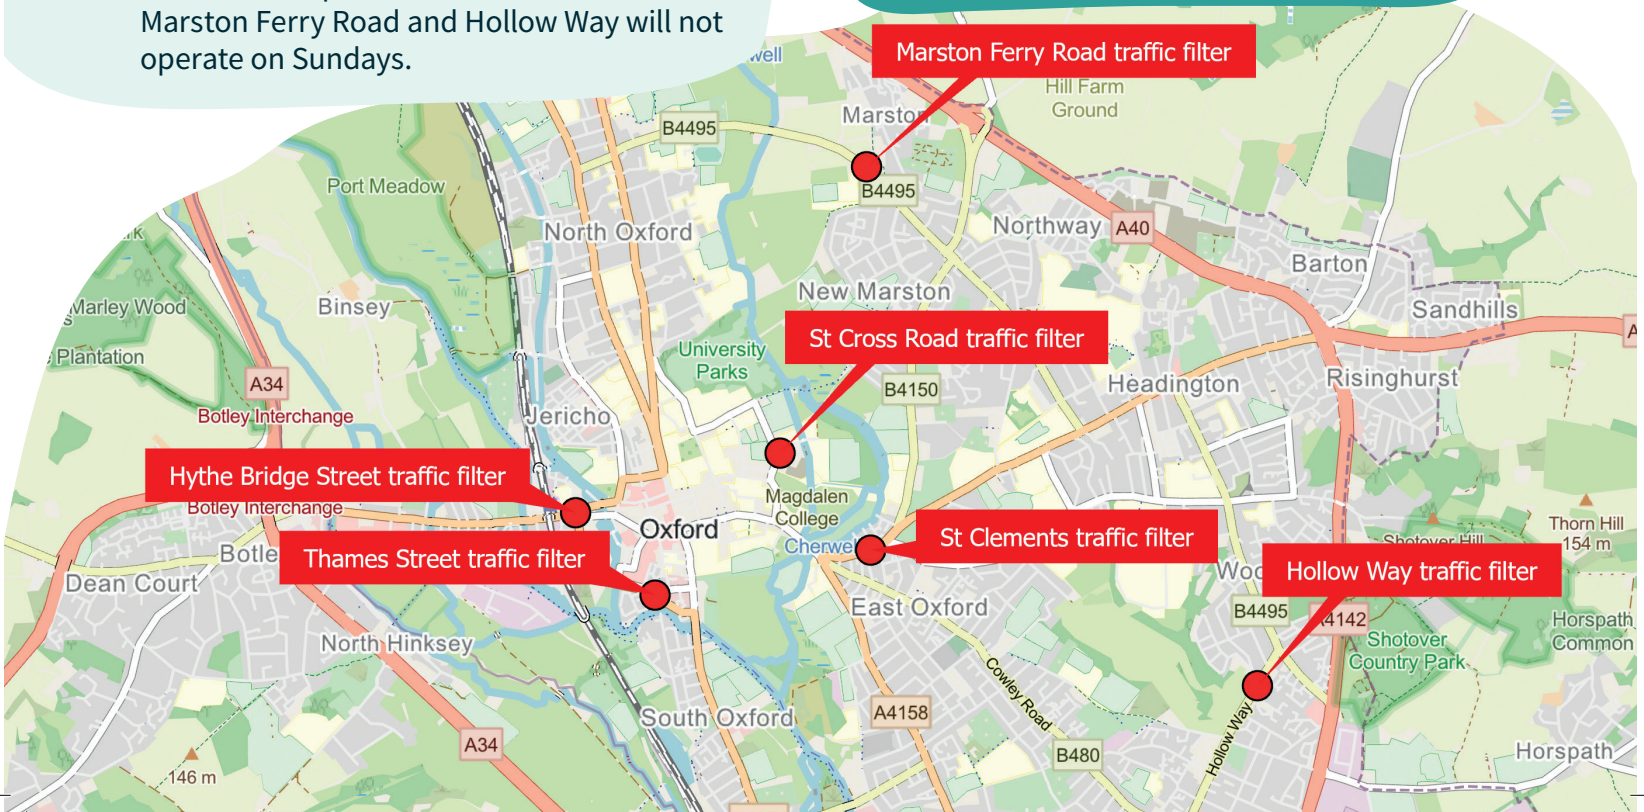 Marston Ferry Road and Hollow Way will not
operate on Sundays.
Marston Ferry Road traffic filter
Hill Farm
Ground
Marston
B4495
B4495
Port Meadow
North Oxford
Northway
A40
Barton
Binsey
New Marston
Sandhills
Marley Wood
Plantation
St Cross Road traffic filter
University
Parks
A34
B4150
Headington
Risinghurst
Botley Interchange
Jericho
Hythe Bridge Street traffic filter
Botley Interchange
Magdalen
College
Oxford
Thorn Hill
154 m
St Clements traffic filter
Shotover Hill
Thames Street traffic filter
Hollow Way traffic filter
Dean Court
East Oxford
B4495
A4142
North Hinksey
Shotover
Country Park
Horspath
Common
Cowley Road
South Oxford
A4158
Hollow Way
A34
B480
Horspath
146 m